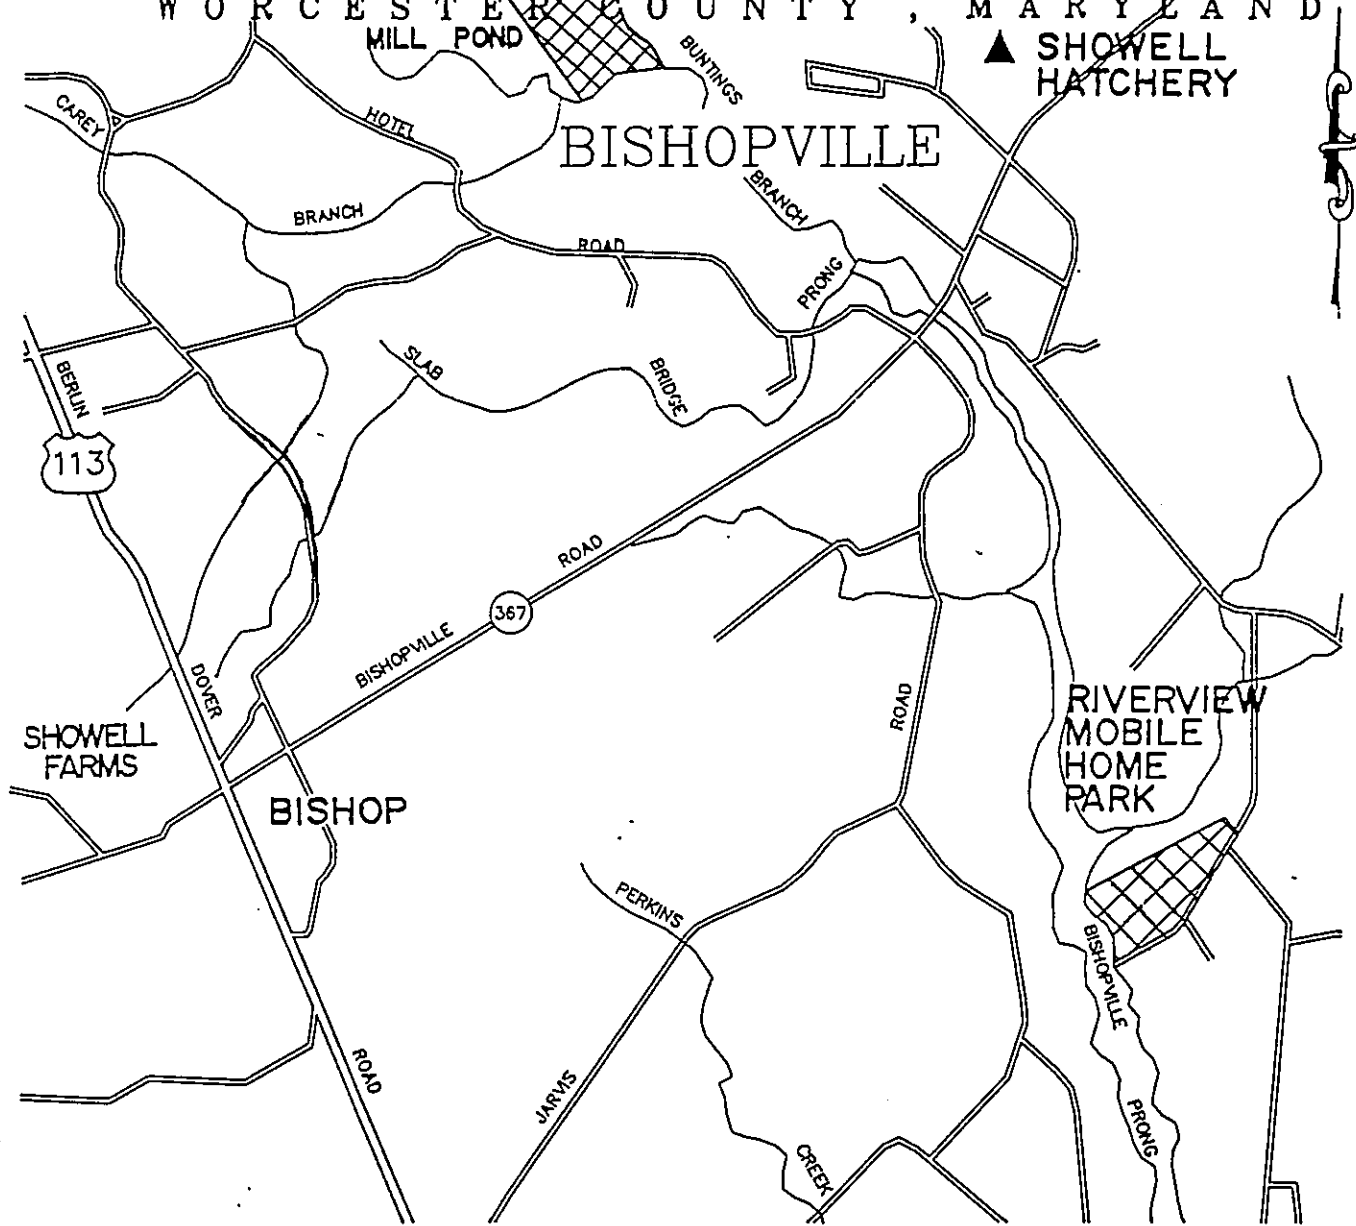 WORCESTER COUNTY, MARYLAND
MILL POND
BUNTINGS
▲ SHOWELL
HATCHERY
CAREY
HOTEL
BISHOPVILLE
BRANCH
BRANCH
ROAD
PRONG
BERLIN
SLAB
BRIDGE
113
ROAD
367
BISHOPVILLE
DOVER
SHOWELL
FARMS
ROAD
RIVERVIEW
MOBILE
HOME
PARK
BISHOP
PERKINS
BISHOPVILLE
ROAD
JARVIS
PRONG
CREEK